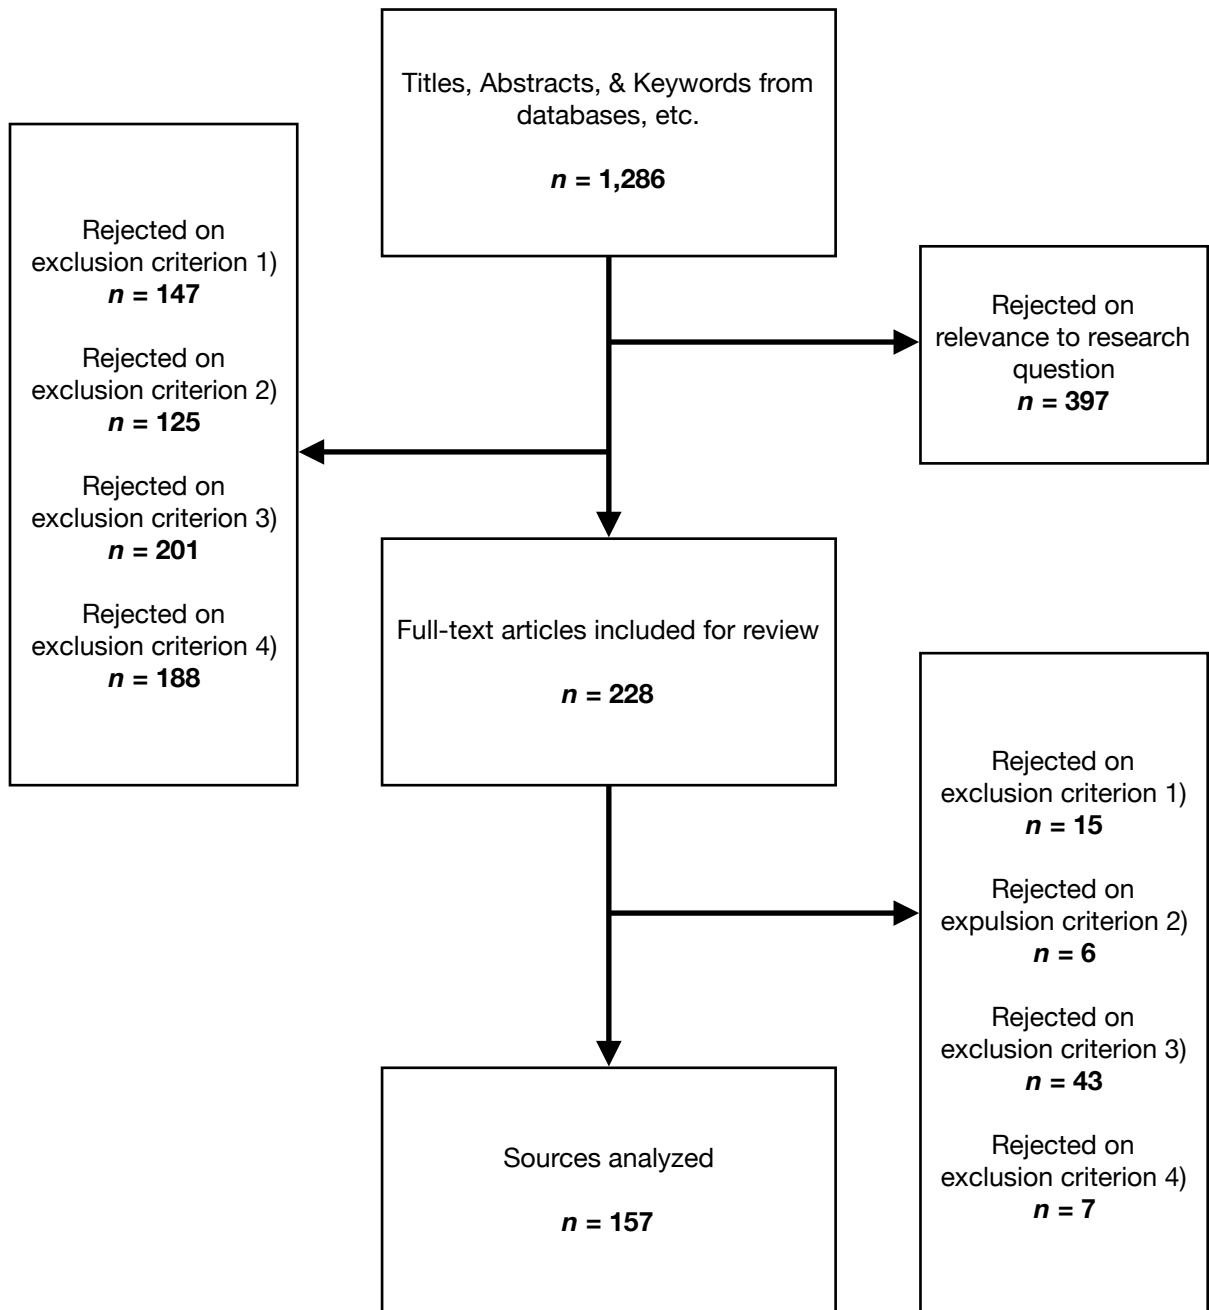 Titles, Abstracts, & Keywords from
databases, etc.
n = 1,286
Rejected on
exclusion criterion 1)
n = 147
Rejected on
exclusion criterion 2)
n = 125
Rejected on
exclusion criterion 3)
n = 201
Rejected on
exclusion criterion 4)
n = 188
Rejected on
relevance to research
question
n = 397
Full-text articles included for review
n = 228
Rejected on
exclusion criterion 1)
n = 15
Rejected on
expulsion criterion 2)
n = 6
Rejected on
exclusion criterion 3)
n = 43
Rejected on
exclusion criterion 4)
n = 7
Sources analyzed
n = 157